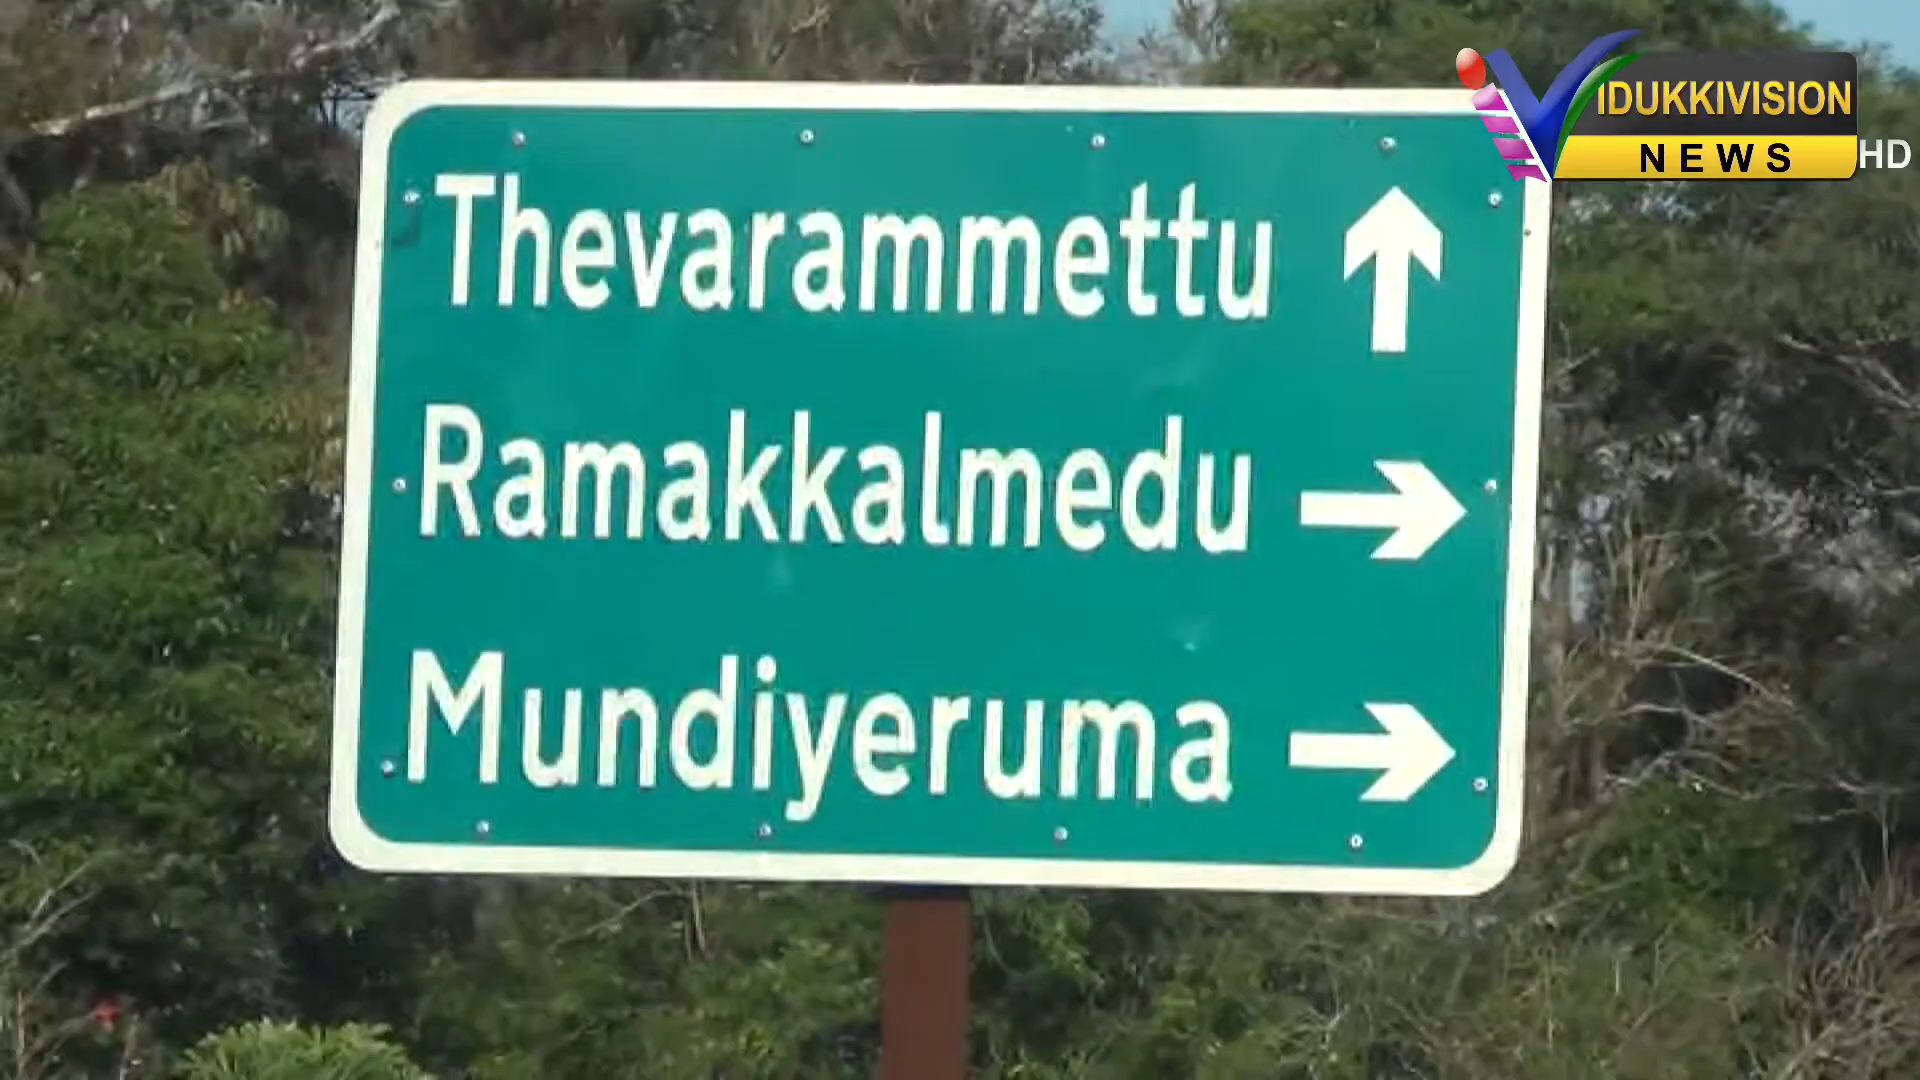 IDUKKIVISION
NEWS HD
Thevarammettu
Ramakkalmedu
Mundiyeruma